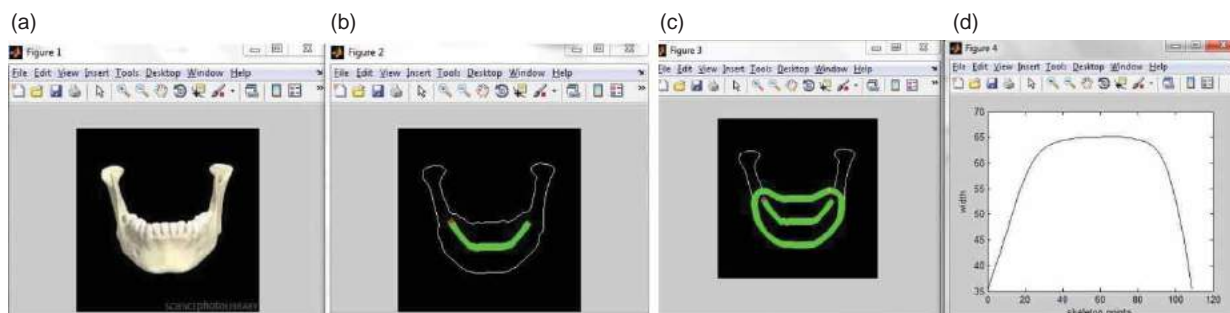 (a)
(b)
(c)
(d)
Figure 1
File Edit View Insert Tools Desktop Window Help
Figure 2
File Edit View Insert Tools Desktop Window Help
Figure 3
File Edit View Insert Tools Desktop Window Help
Figure 4
File Edit View Insert Tools Desktop Window
70
65
60
55
50
45
40
35
width
0 20 40 60 80 100 120
skeleton points